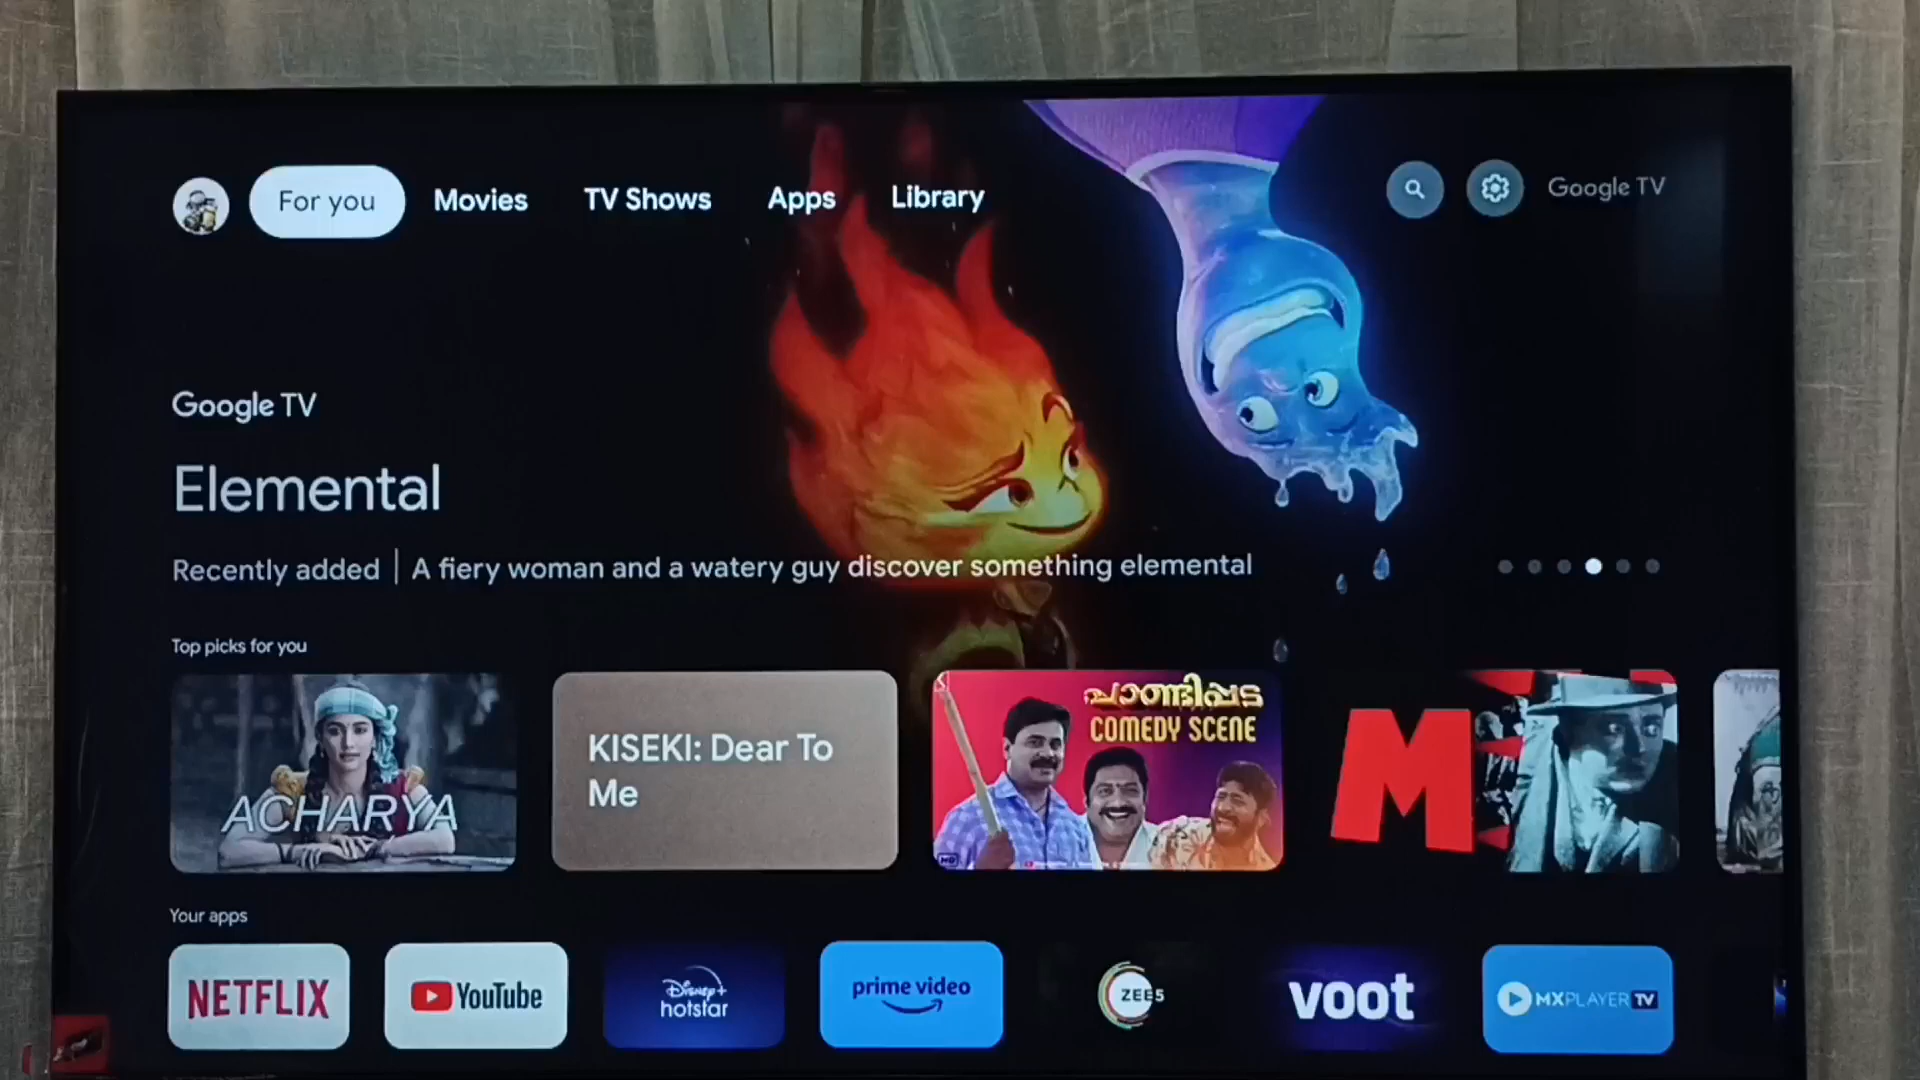 For you
Movies
TV Shows
Apps
Library
Google TV
Google TV
Elemental
Recently added | A fiery woman and a watery guy discover something elemental
Top picks for you
ACHARYA
KISEKI: Dear To
Me
പാണ്ടിപ്പട
COMEDY SCENE
HD
M
Your apps
NETFLIX
YouTube
Disney+
hotstar
prime video
ZEE5
voot
MXPLAYER TV